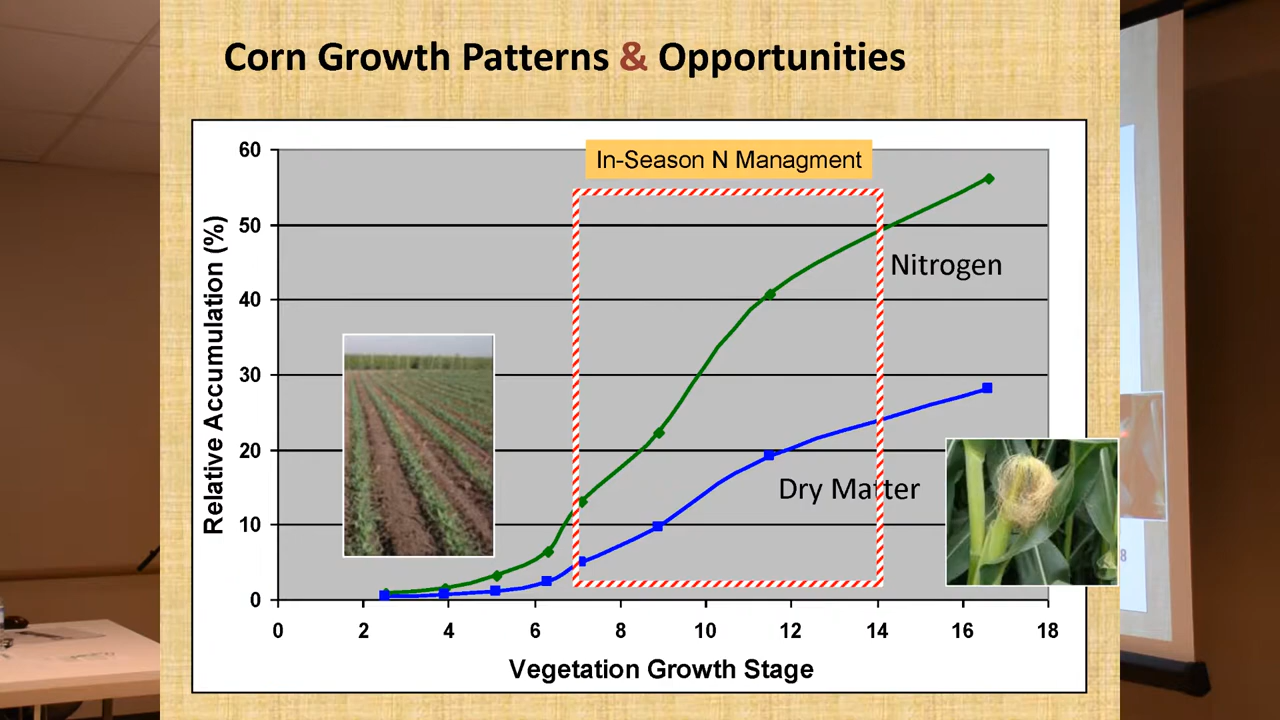 Corn Growth Patterns & Opportunities
In-Season N Managment
Relative Accumulation (%)
60
50
40
30
20
10
0
Nitrogen
Dry Matter
0 2 4 6 8 10 12 14 16 18
Vegetation Growth Stage
8